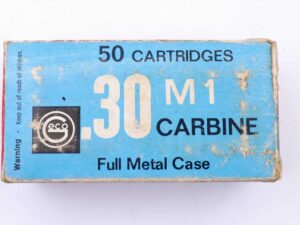 50 CARTRIDGES
.30 M1
CARBINE
Full Metal Case
Geco
Warning • Keep out of reach of children.